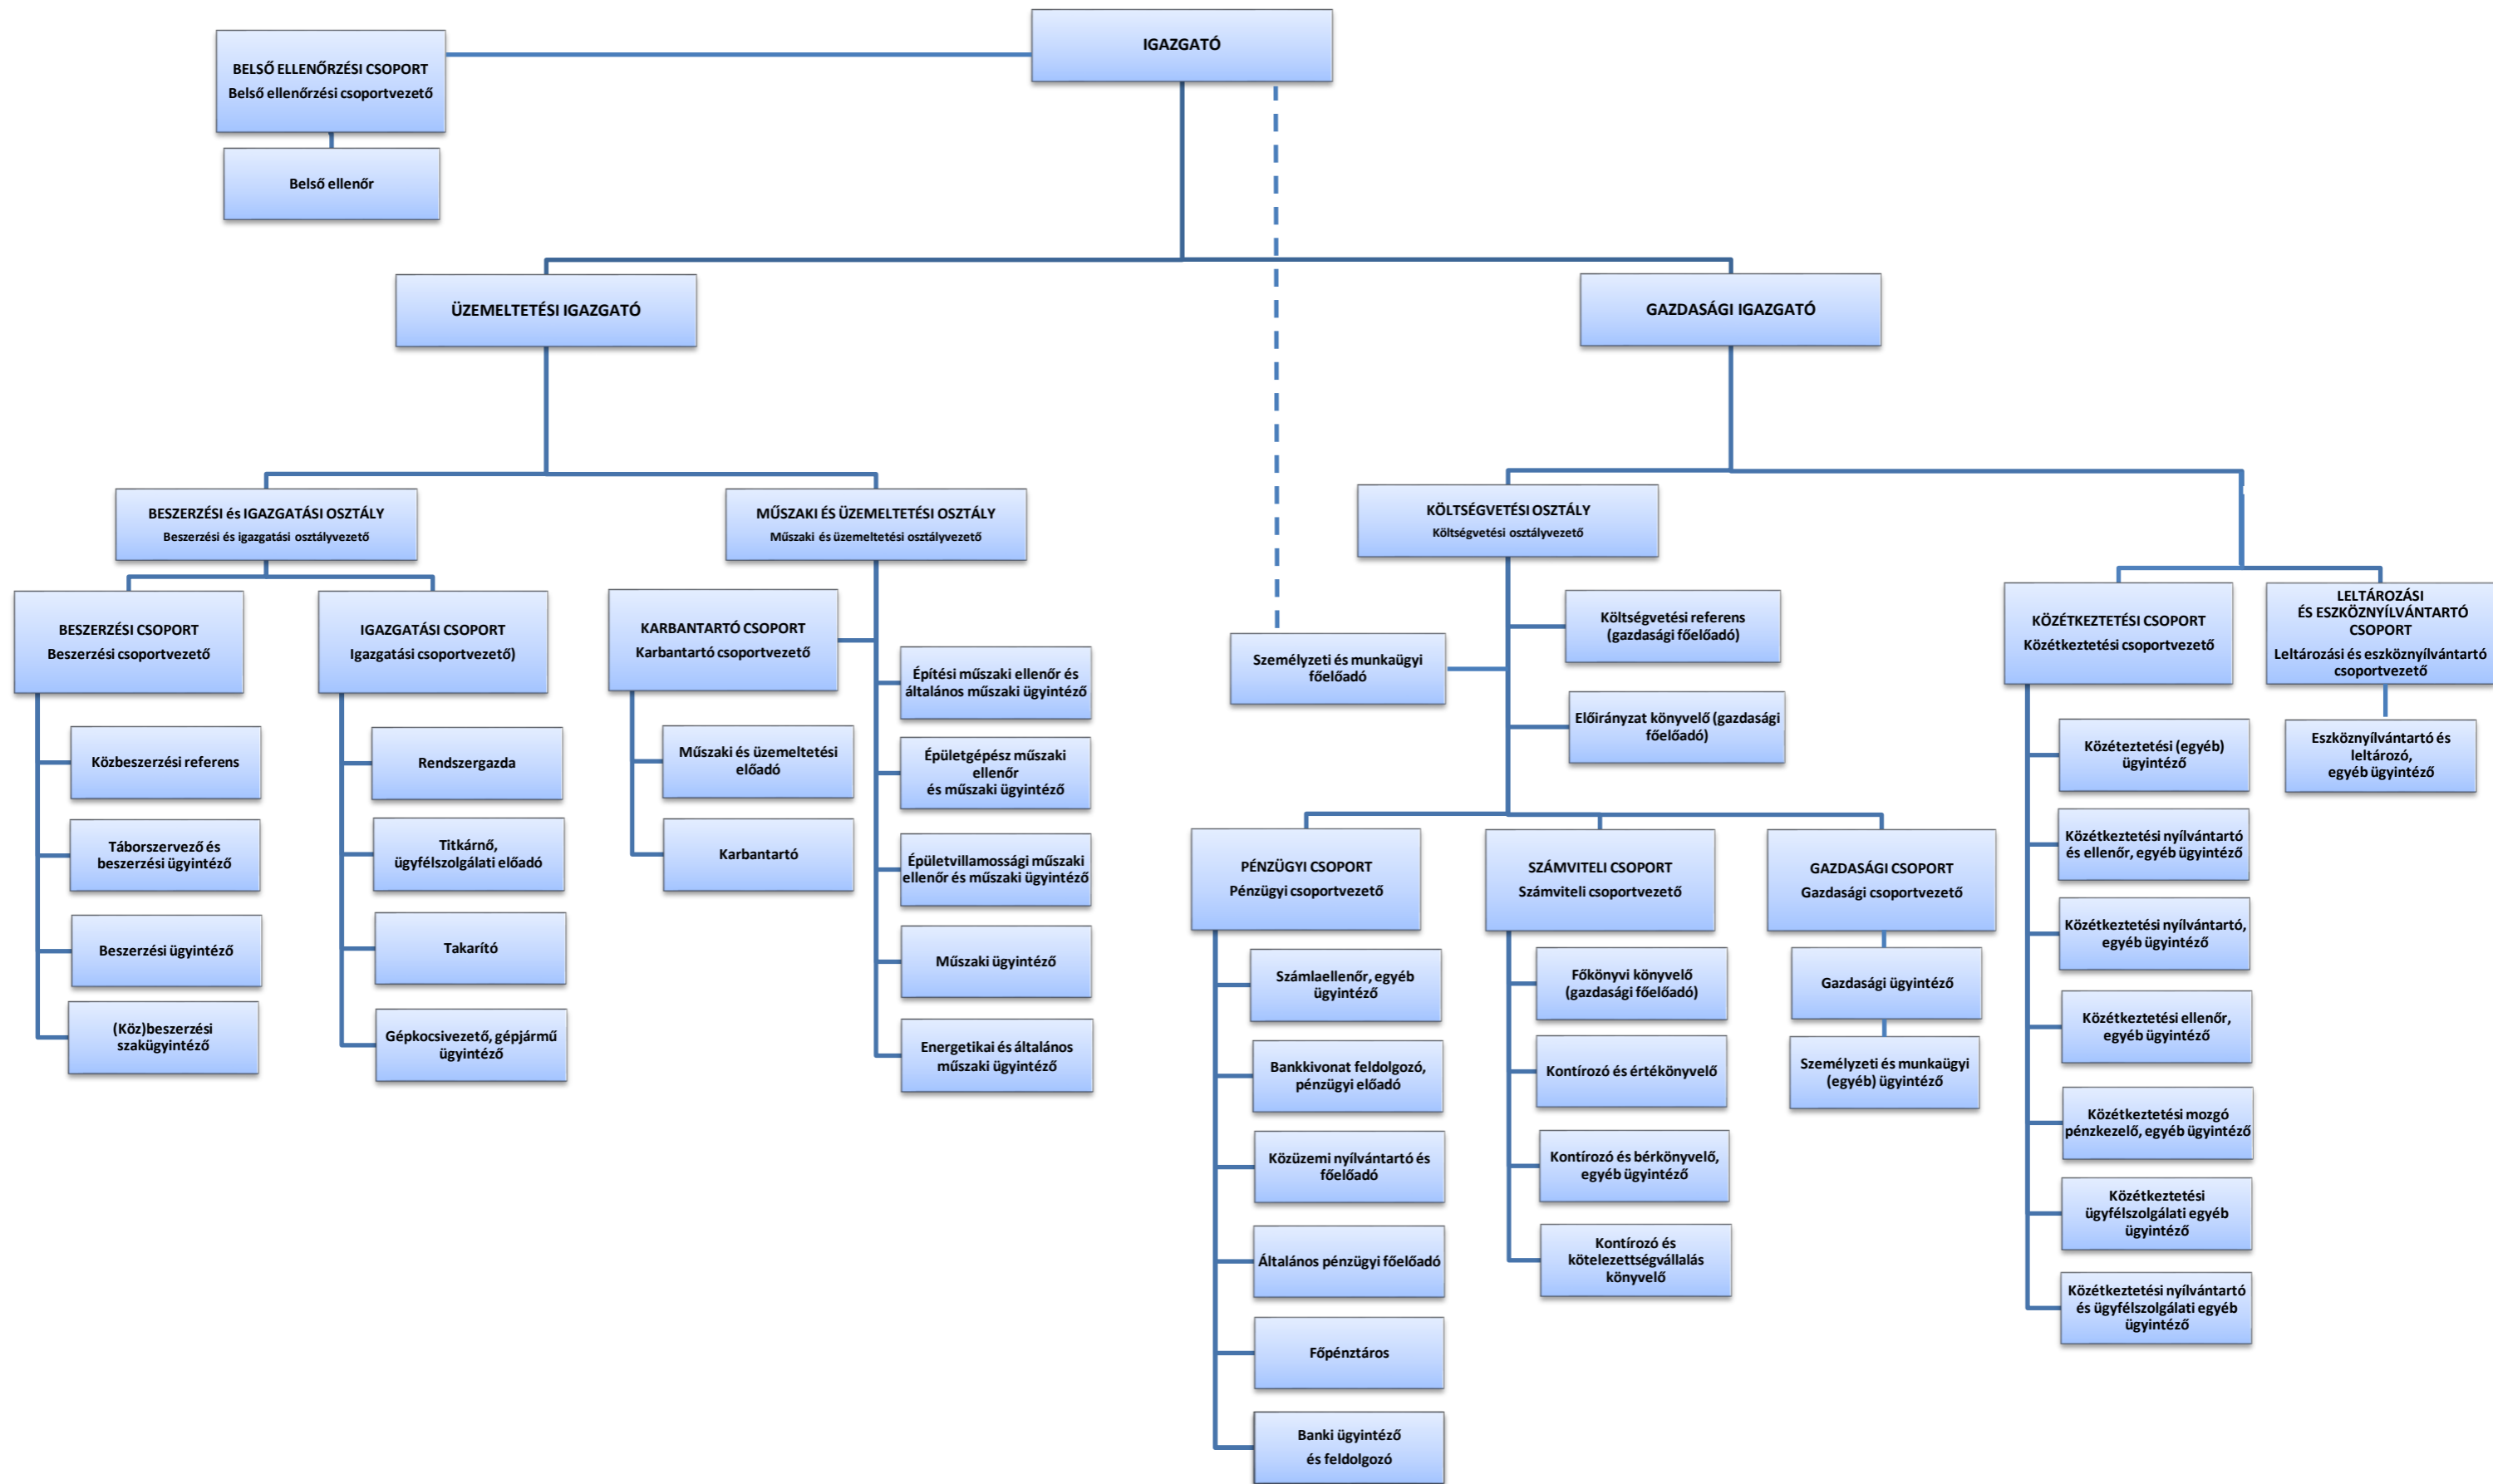 IGAZGATÓ
BELSŐ ELLENŐRZÉSI CSOPORT
Belső ellenőrzési csoportvezető
Belső ellenőr
ÜZEMELTETÉSI IGAZGATÓ
GAZDASÁGI IGAZGATÓ
BESZERZÉSI és IGAZGATÁSI OSZTÁLY
Beszerzési és igazgatási osztályvezető
MŰSZAKI ÉS ÜZEMELTETÉSI OSZTÁLY
Műszaki és üzemeltetési osztályvezető
KÖLTSÉGVETÉSI OSZTÁLY
Költségvetési osztályvezető
BESZERZÉSI CSOPORT
Beszerzési csoportvezető
Közbeszerzési referens
Táborszervező és
beszerzési ügyintéző
Beszerzési ügyintéző
(Köz)beszerzési
szakügyintéző
IGAZGATÁSI CSOPORT
Igazgatási csoportvezető)
Rendszergazda
Titkárnő,
ügyfélszolgálati előadó
Takarító
Gépkocsivezető, gépjármű
ügyintéző
KARBANTARTÓ CSOPORT
Karbantartó csoportvezető
Műszaki és üzemeltetési
előadó
Karbantartó
Építési műszaki ellenőr és
általános műszaki ügyintéző
Épületgépész műszaki
ellenőr
és műszaki ügyintéző
Épületvillamossági műszaki
ellenőr és műszaki ügyintéző
Műszaki ügyintéző
Energetikai és általános
műszaki ügyintéző
Személyzeti és munkaügyi
főelőadó
Költségvetési referens
(gazdasági főelőadó)
Előirányzat könyvelő (gazdasági
főelőadó)
PÉNZÜGYI CSOPORT
Pénzügyi csoportvezető
Számlaellenőr, egyéb
ügyintéző
Bankkivonat feldolgozó,
pénzügyi előadó
Közüzemi nyílvántartó és
főelőadó
Általános pénzügyi főelőadó
Főpénztáros
Banki ügyintéző
és feldolgozó
SZÁMVITELI CSOPORT
Számviteli csoportvezető
Főkönyvi könyvelő
(gazdasági főelőadó)
Kontírozó és értékönyvelő
Kontírozó és bérkönyvelő,
egyéb ügyintéző
Kontírozó és
kötelezettségvállalás
könyvelő
GAZDASÁGI CSOPORT
Gazdasági csoportvezető
Gazdasági ügyintéző
Személyzeti és munkaügyi
(egyéb) ügyintéző
KÖZÉTKEZTETÉSI CSOPORT
Közétkeztetési csoportvezető
Közéteztetési (egyéb)
ügyintéző
Közétkeztetési nyílvántartó
és ellenőr, egyéb ügyintéző
Közétkeztetési nyílvántartó,
egyéb ügyintéző
Közétkeztetési ellenőr,
egyéb ügyintéző
Közétkeztetési mozgó
pénzkezelő, egyéb ügyintéző
Közétkeztetési
ügyfélszolgálati egyéb
ügyintéző
Közétkeztetési nyílvántartó
és ügyfélszolgálati egyéb
ügyintéző
LELTÁROZÁSI
ÉS ESZKÖZNYÍLVÁNTARTÓ
CSOPORT
Leltározási és eszköznyílvántartó
csoportvezető
Eszköznyílvántartó és
leltározó,
egyéb ügyintéző